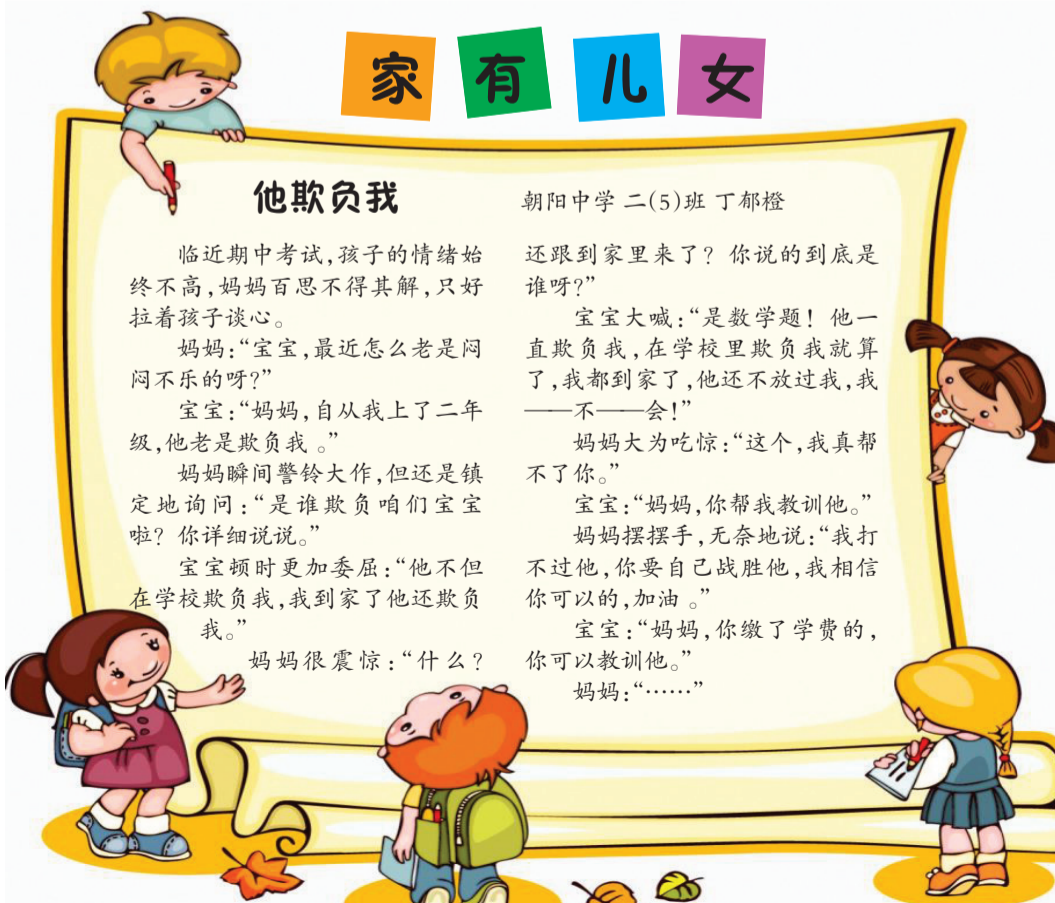 家有儿女
他欺负我
朝阳中学 二(5)班 丁郁橙
临近期中考试,孩子的情绪始
终不高,妈妈百思不得其解,只好
拉着孩子谈心。
妈妈:“宝宝,最近怎么老是闷
闷不乐的呀?”
宝宝:“妈妈,自从我上了二年
级,他老是欺负我 。”
妈妈瞬间警铃大作,但还是镇
定地询问:“是谁欺负咱们宝宝
啦? 你详细说说。”
宝宝顿时更加委屈:“他不但
在学校欺负我,我到家了他还欺负
我。”
妈妈很震惊:“什么?
还跟到家里来了? 你说的到底是
谁呀?”
宝宝大喊:“是数学题! 他一
直欺负我,在学校里欺负我就算
了,我都到家了,他还不放过我,我
——不——会!”
妈妈大为吃惊:“这个,我真帮
不了你。”
宝宝:“妈妈,你帮我教训他。”
妈妈摆摆手,无奈地说:“我打
不过他,你要自己战胜他,我相信
你可以的,加油 。”
宝宝:“妈妈,你缴了学费的,
你可以教训他。”
妈妈:“……”